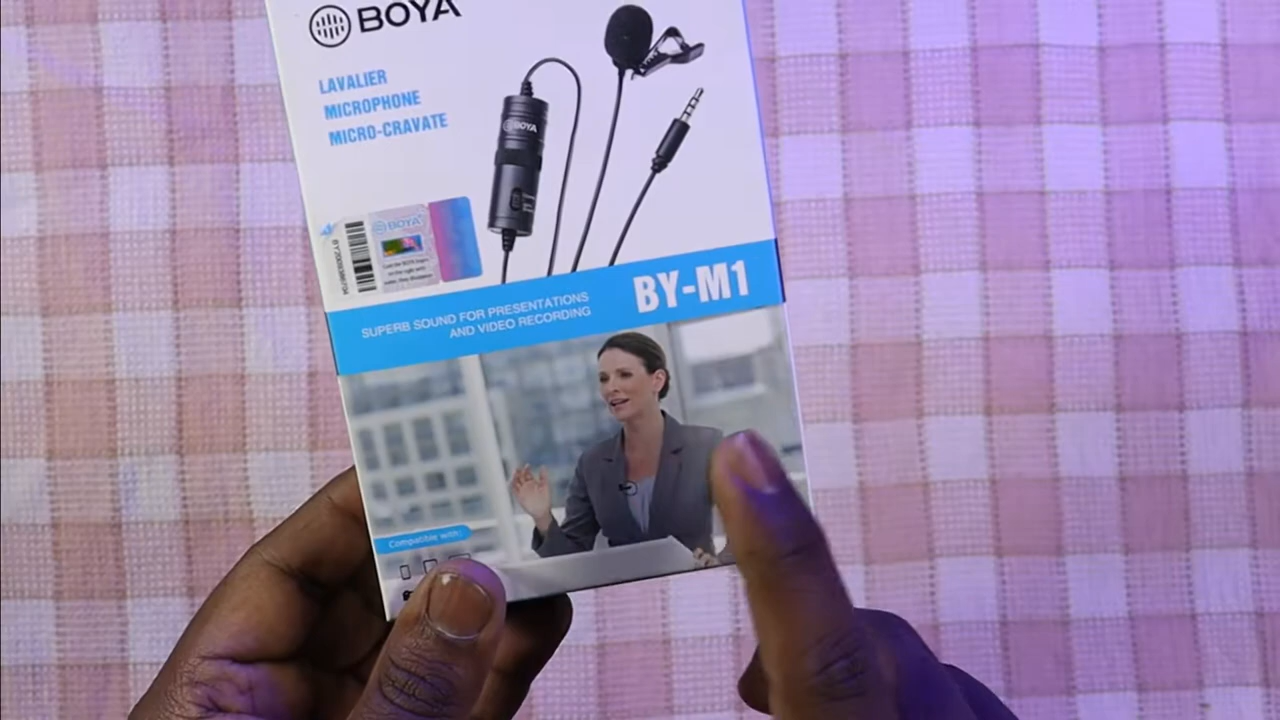 BOYA
LAVALIER
MICROPHONE
MICRO-CRAVATE
BOYA
BOYA
SUPERB SOUND FOR PRESENTATIONS
AND VIDEO RECORDING
BY-M1
Compatible with: